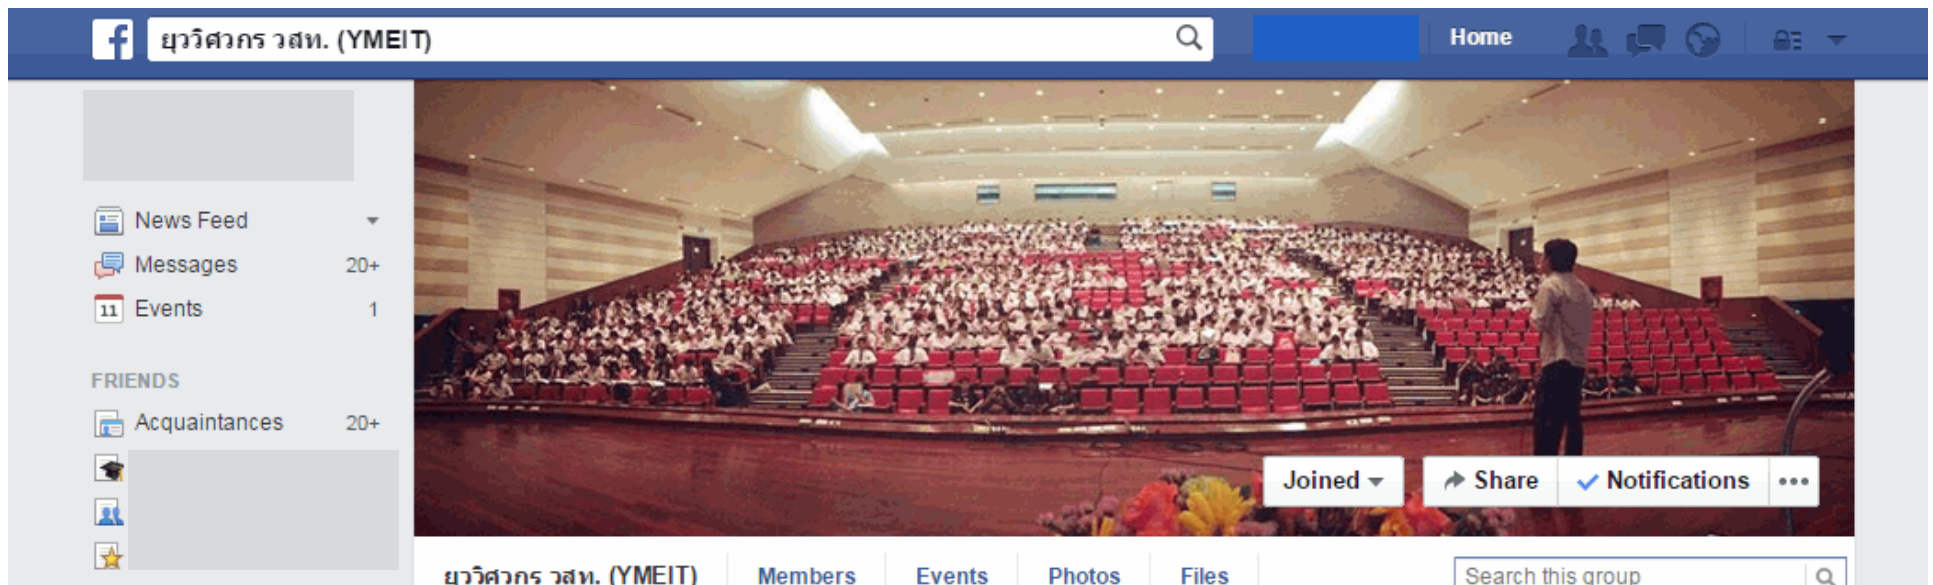 f ยุววิศวกร วสท. (YMEIT) Home
News Feed
Messages 20+
11 Events 1
FRIENDS
Acquaintances 20+
Joined Share Notifications
ยุววิศวกร วสท. (YMEIT) Members Events Photos Files Search this group